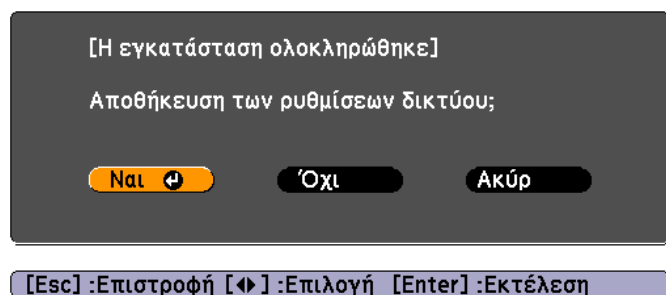 [Η εγκατάσταση ολοκληρώθηκε]
Αποθήκευση των ρυθμίσεων δικτύου;
Ναι Όχι Ακύρ
[Esc] :Επιστροφή [◆] :Επιλογή [Enter] :Εκτέλεση